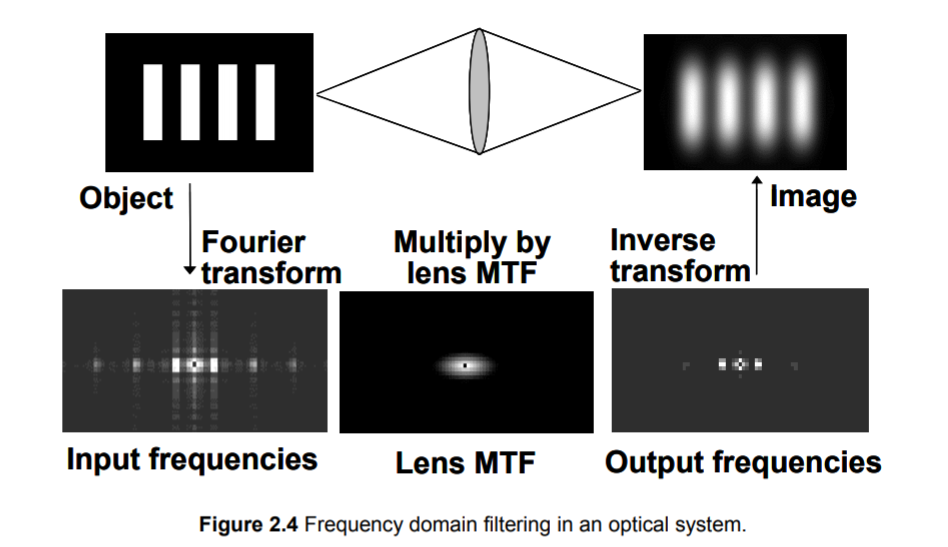 Object
Image
Fourier
transform
Multiply by
lens MTF
Inverse
transform
Input frequencies
Lens MTF
Output frequencies
Figure 2.4 Frequency domain filtering in an optical system.